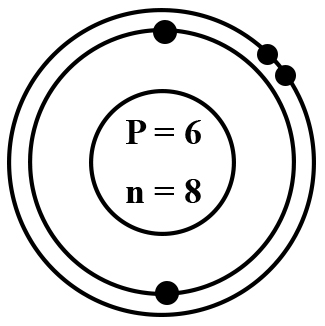 P = 6
n = 8